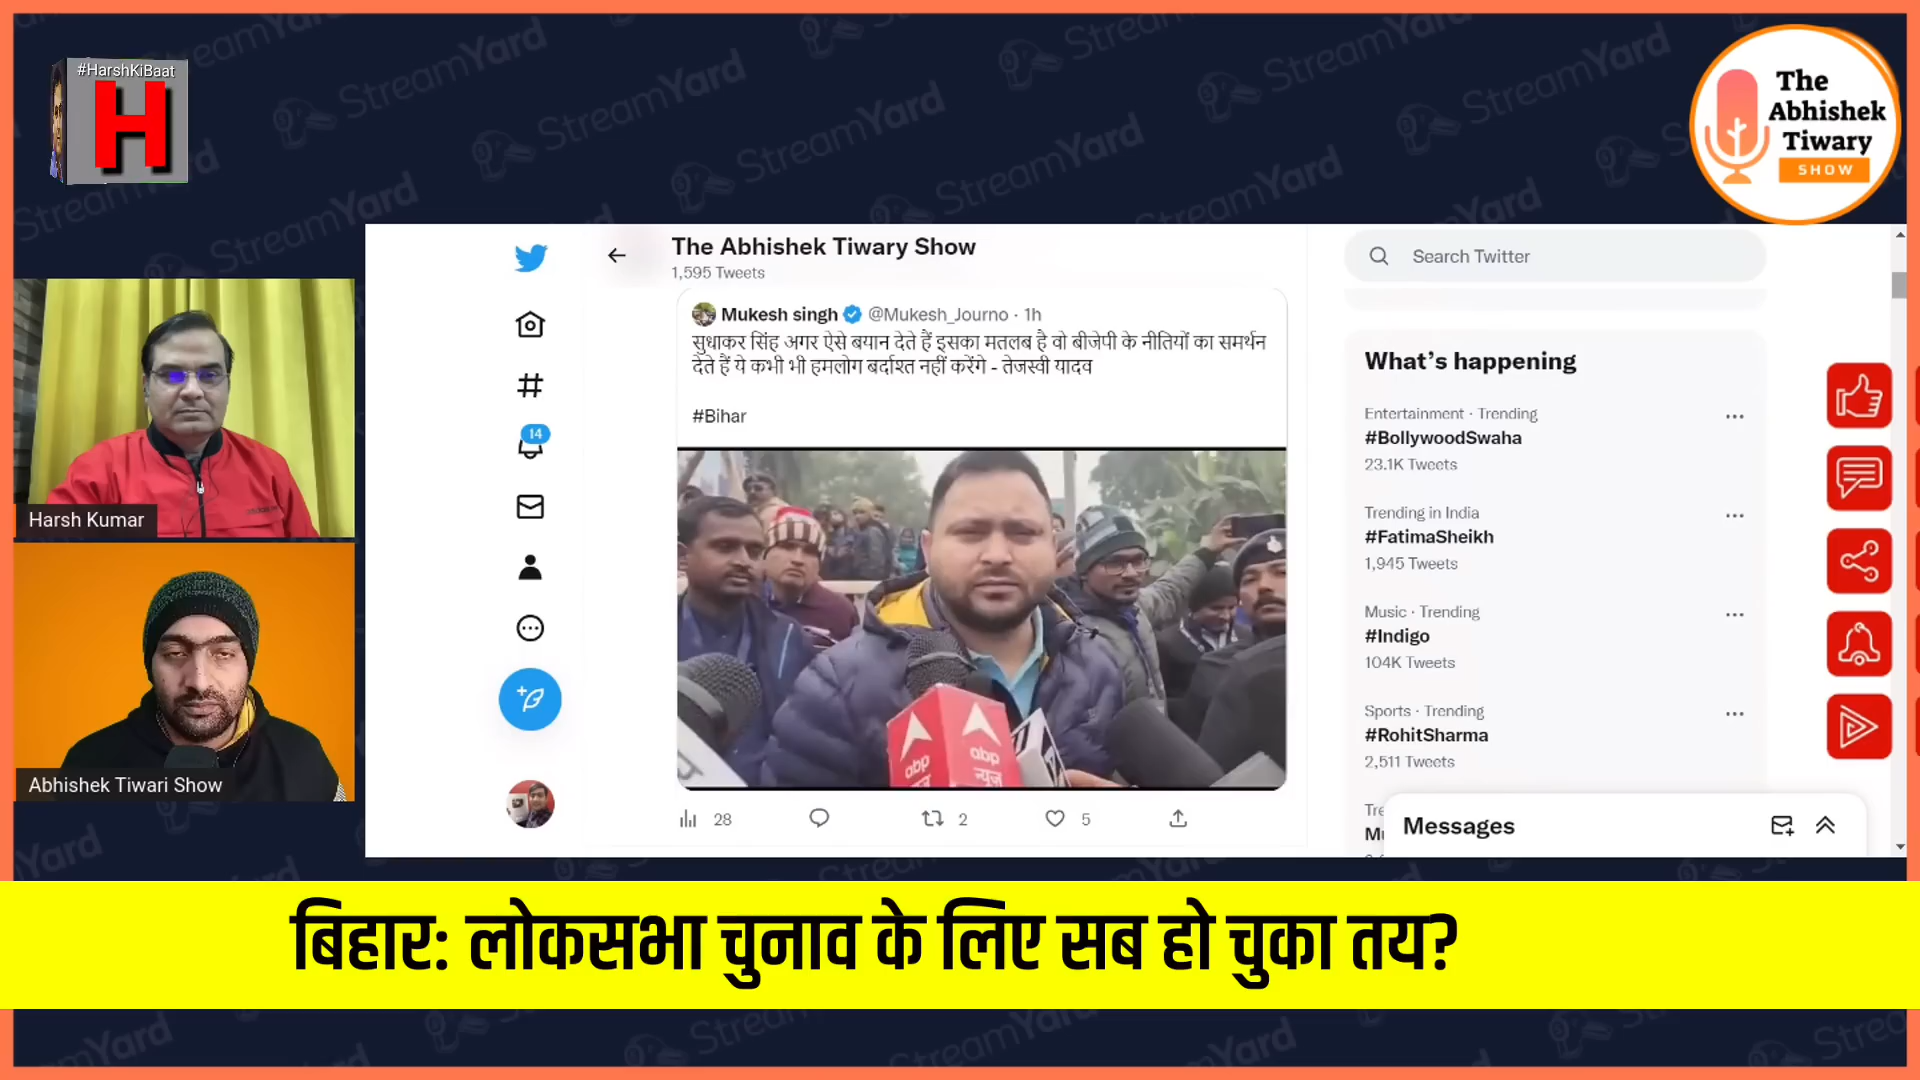 #HarshKiBaat
H
The
Abhishek
Tiwary
SHOW
The Abhishek Tiwary Show
1,595 Tweets
Search Twitter
Mukesh singh @Mukesh_Journo · 1h
सुधाकर सिंह अगर ऐसे बयान देते हैं इसका मतलब है वो बीजेपी के नीतियों का समर्थन
देते हैं ये कभी भी हमलोग बर्दाश्त नहीं करेंगे - तेजस्वी यादव
#Bihar
14
abp
abp
न्यूज़
28
2
5
What's happening
Entertainment · Trending
#BollywoodSwaha
23.1K Tweets
Trending in India
#FatimaSheikh
1,945 Tweets
Music · Trending
#Indigo
104K Tweets
Sports · Trending
#RohitSharma
2,511 Tweets
Messages
Harsh Kumar
Abhishek Tiwari Show
बिहार: लोकसभा चुनाव के लिए सब हो चुका तय?
StreamYard